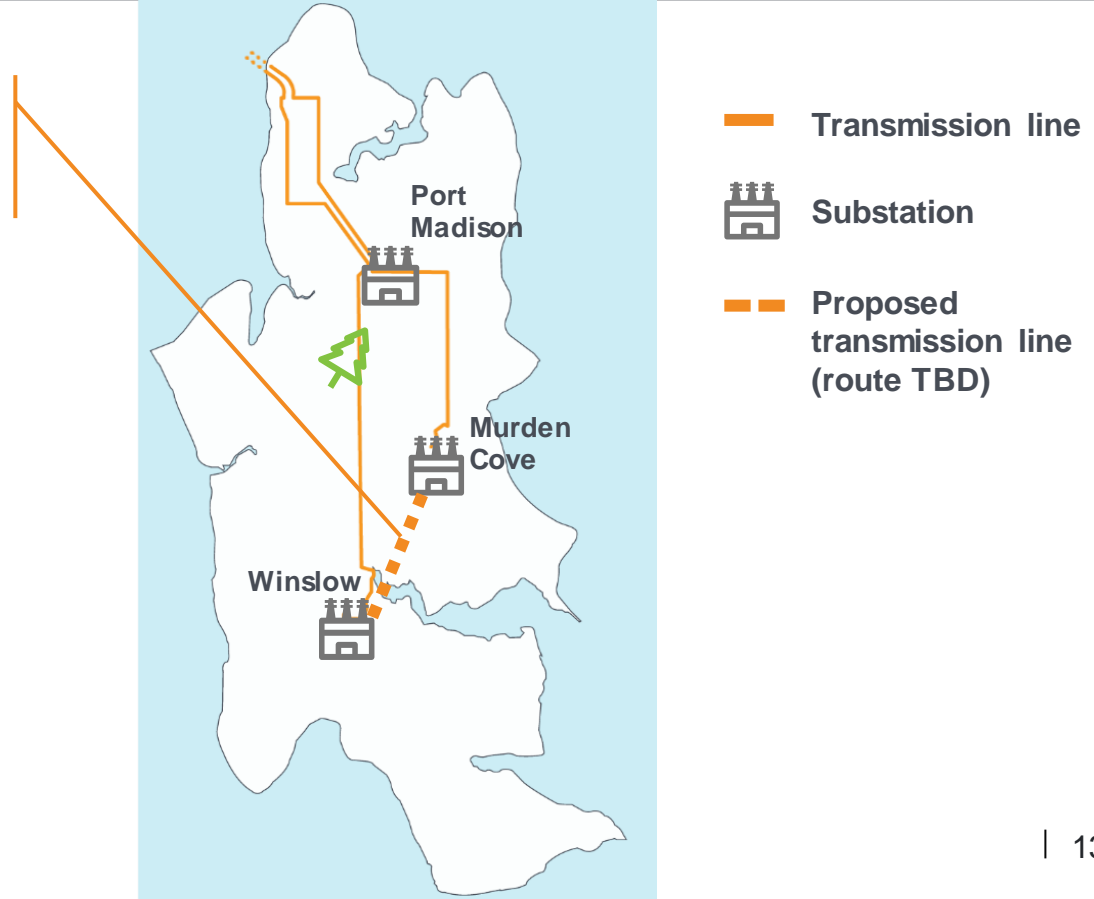 Port
Madison
Murden
Cove
Winslow
Transmission line
Substation
Proposed
transmission line
(route TBD)
| 13